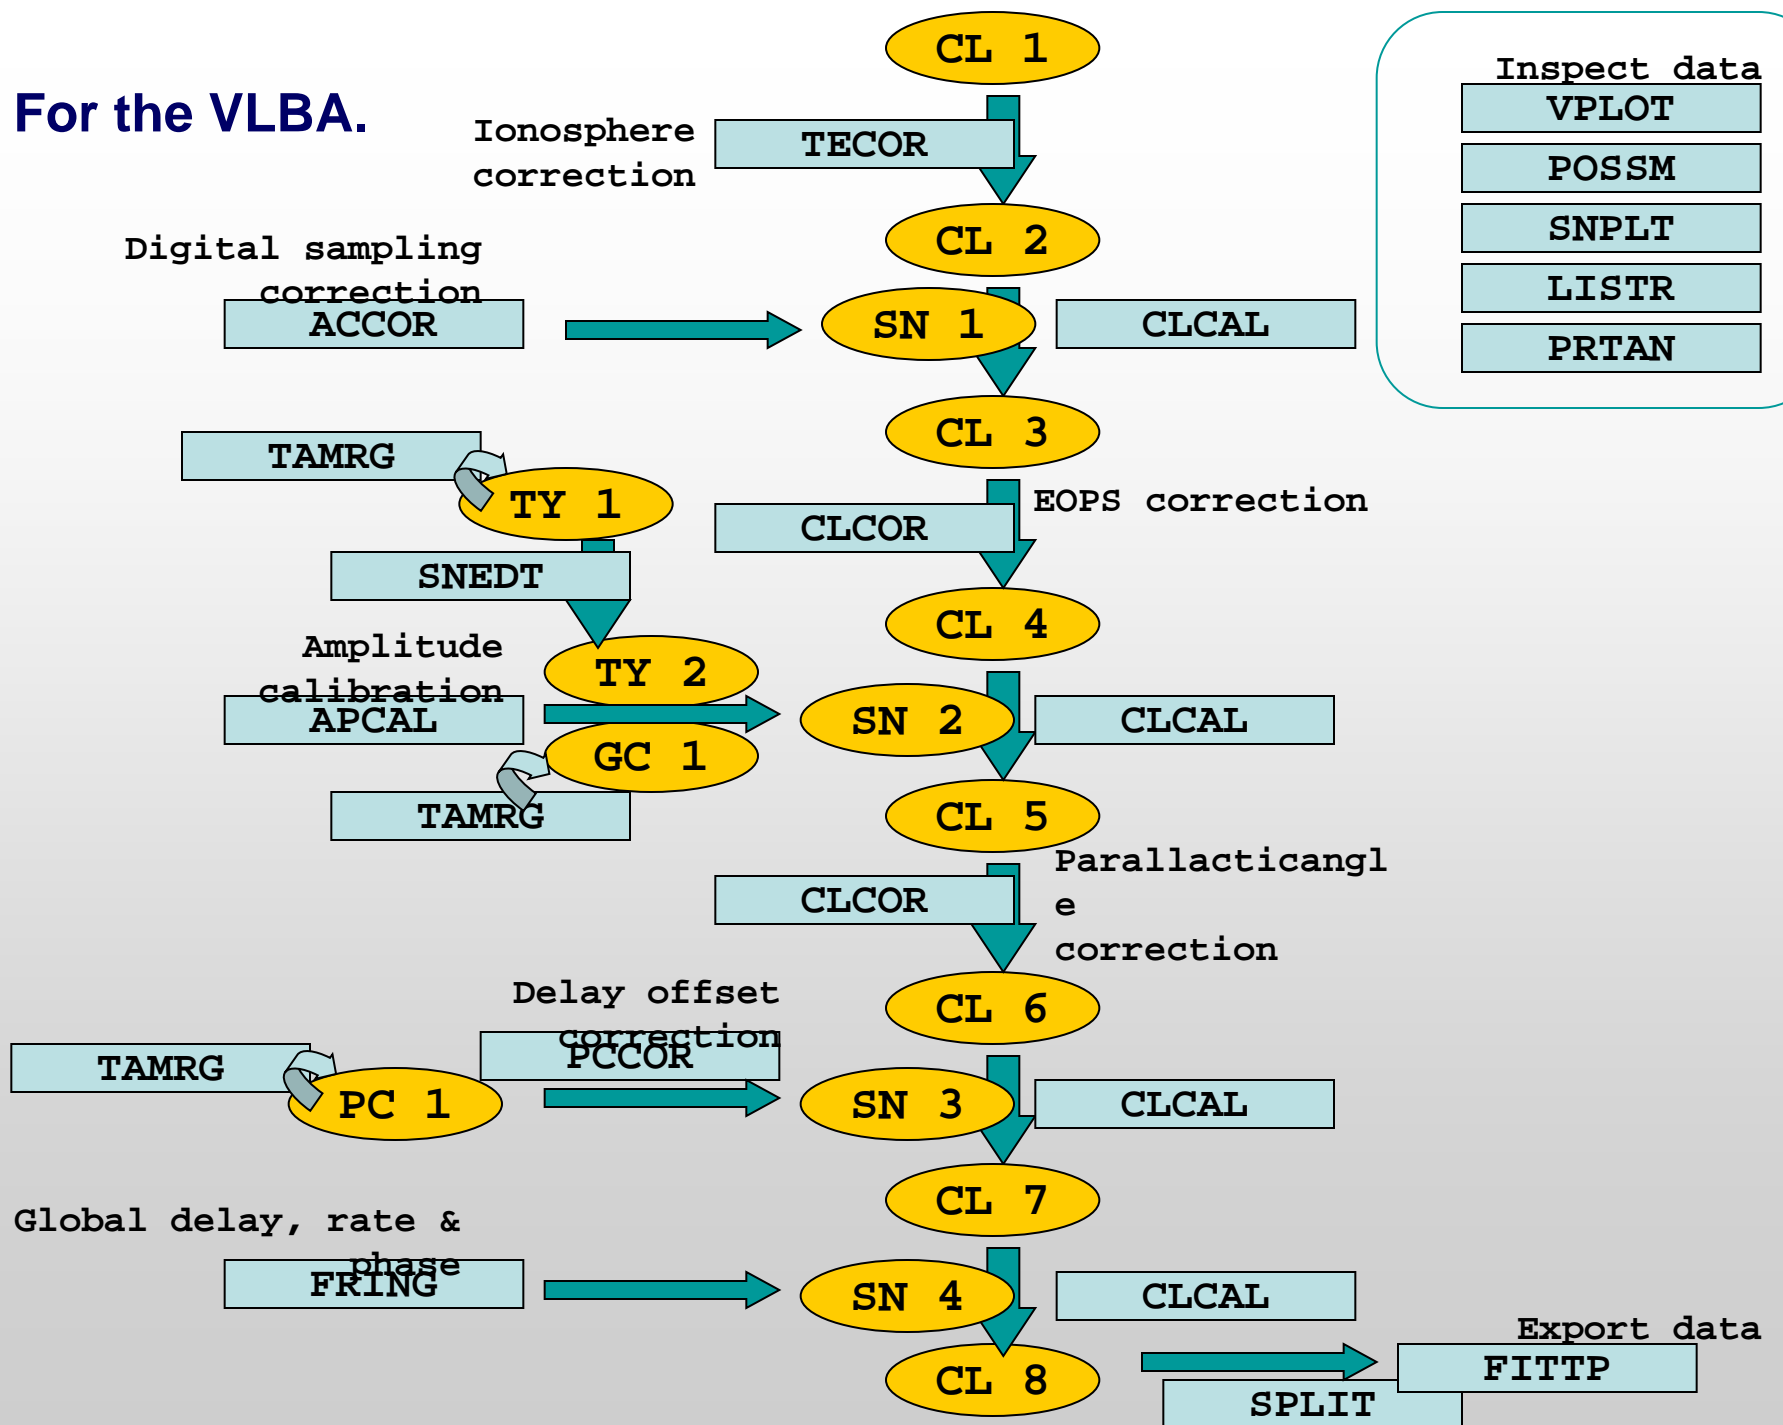 CL 1
For the VLBA.
Inspect data
VPLOT
POSSM
SNPLT
LISTR
PRTAN
Ionosphere
correction
TECOR
CL 2
Digital sampling
correction
ACCOR
SN 1
CLCAL
CL 3
TAMRG
TY 1
SNEDT
CLCOR
EOPS correction
CL 4
Amplitude
calibration
APCAL
TY 2
GC 1
TAMRG
SN 2
CLCAL
CL 5
CLCOR
Parallacticangl
e
correction
CL 6
Delay offset
correction
PCCOR
TAMRG
PC 1
SN 3
CLCAL
CL 7
Global delay, rate &
phase
FRING
SN 4
CLCAL
CL 8
Export data
FITTP
SPLIT